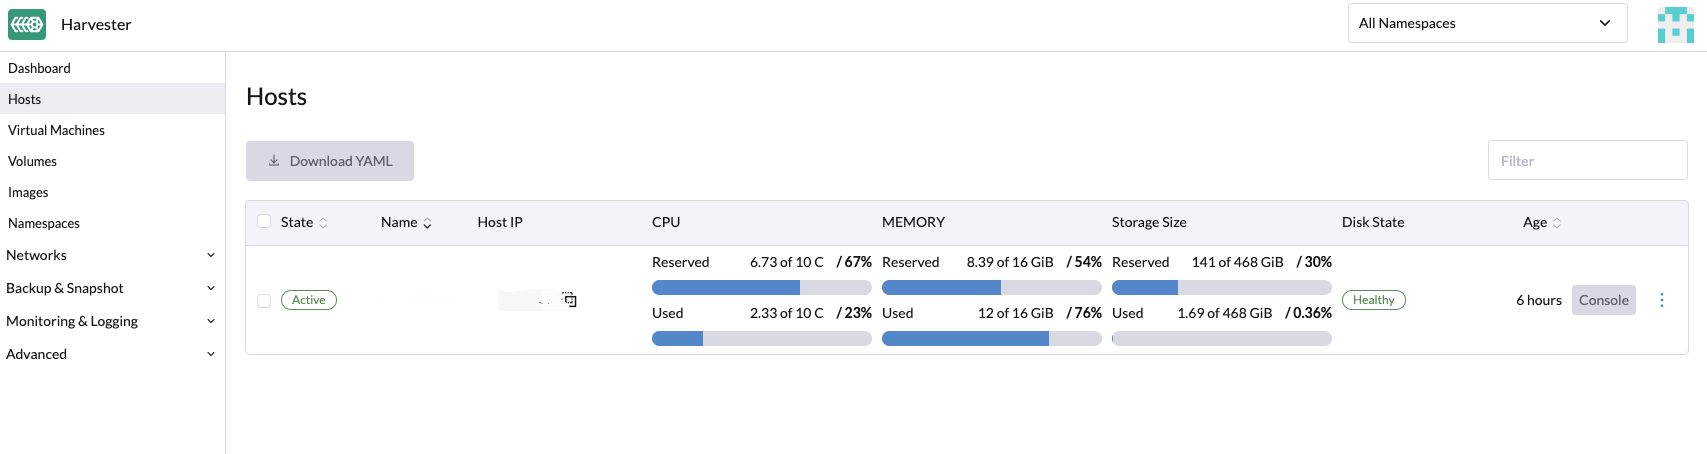 Harvester
All Namespaces
Dashboard
Hosts
Virtual Machines
Volumes
Images
Namespaces
Networks
Backup & Snapshot
Monitoring & Logging
Advanced
Hosts
Download YAML
Filter
State Name Host IP CPU MEMORY Storage Size Disk State Age
Reserved 6.73 of 10 C / 67% Reserved 8.39 of 16 GiB / 54% Reserved 141 of 468 GiB / 30%
Active Healthy 6 hours Console
Used 2.33 of 10 C / 23% Used 12 of 16 GiB / 76% Used 1.69 of 468 GiB / 0.36%